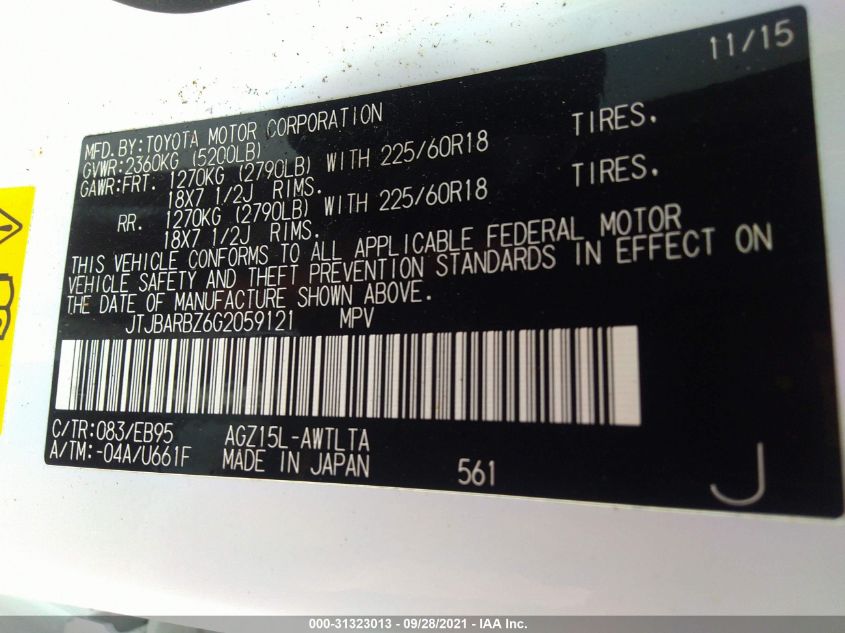 11/15
MFD.BY:TOYOTA MOTOR CORPORATION
GVWR:2360KG (5200LB)
GAWR:FRT. 1270KG (2790LB) WITH 225/60R18 TIRES.
18X7 1/2J RIMS.
RR. 1270KG (2790LB) WITH 225/60R18 TIRES.
18X7 1/2J RIMS.
THIS VEHICLE CONFORMS TO ALL APPLICABLE FEDERAL MOTOR
VEHICLE SAFETY AND THEFT PREVENTION STANDARDS IN EFFECT ON
THE DATE OF MANUFACTURE SHOWN ABOVE.
JTJBARBZ6G2059121 MPV
C/TR:083/EB95 AGZ15L-AWTLTA
A/TM:-04A/U661F MADE IN JAPAN 561 J
000-31323013 - 09/28/2021 - IAA Inc.